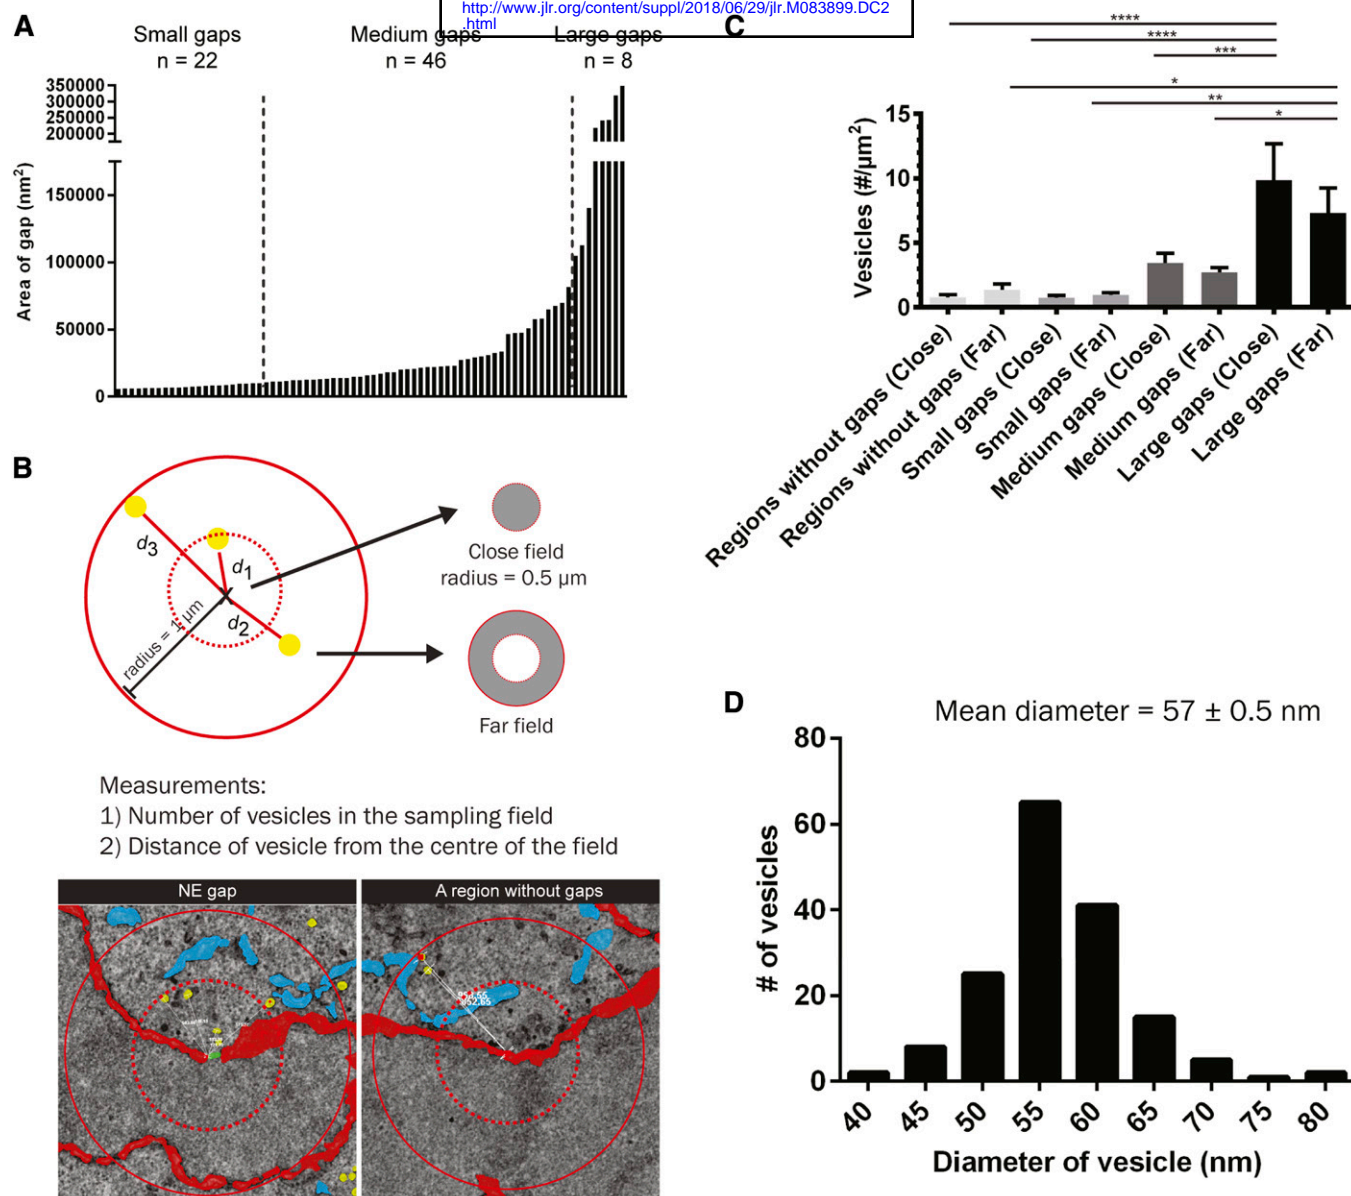 http://www.jlr.org/content/suppl/2018/06/29/jlr.M083899.DC2
.html
A
Small gaps
n = 22
Medium gaps
n = 46
Large gaps
n = 8
350000
300000
250000
200000
150000
100000
50000
0
Area of gap (nm²)
B
d3
d1
d2
radius = 1 µm
Close field
radius = 0.5 µm
Far field
Measurements:
1) Number of vesicles in the sampling field
2) Distance of vesicle from the centre of the field
NE gap
A region without gaps
C
****
****
***
*
**
*
15
10
5
0
Vesicles (#/µm²)
Regions without gaps (Close)
Regions without gaps (Far)
Small gaps (Close)
Small gaps (Far)
Medium gaps (Close)
Medium gaps (Far)
Large gaps (Close)
Large gaps (Far)
D
Mean diameter = 57 ± 0.5 nm
80
60
40
20
0
# of vesicles
40
45
50
55
60
65
70
75
80
Diameter of vesicle (nm)